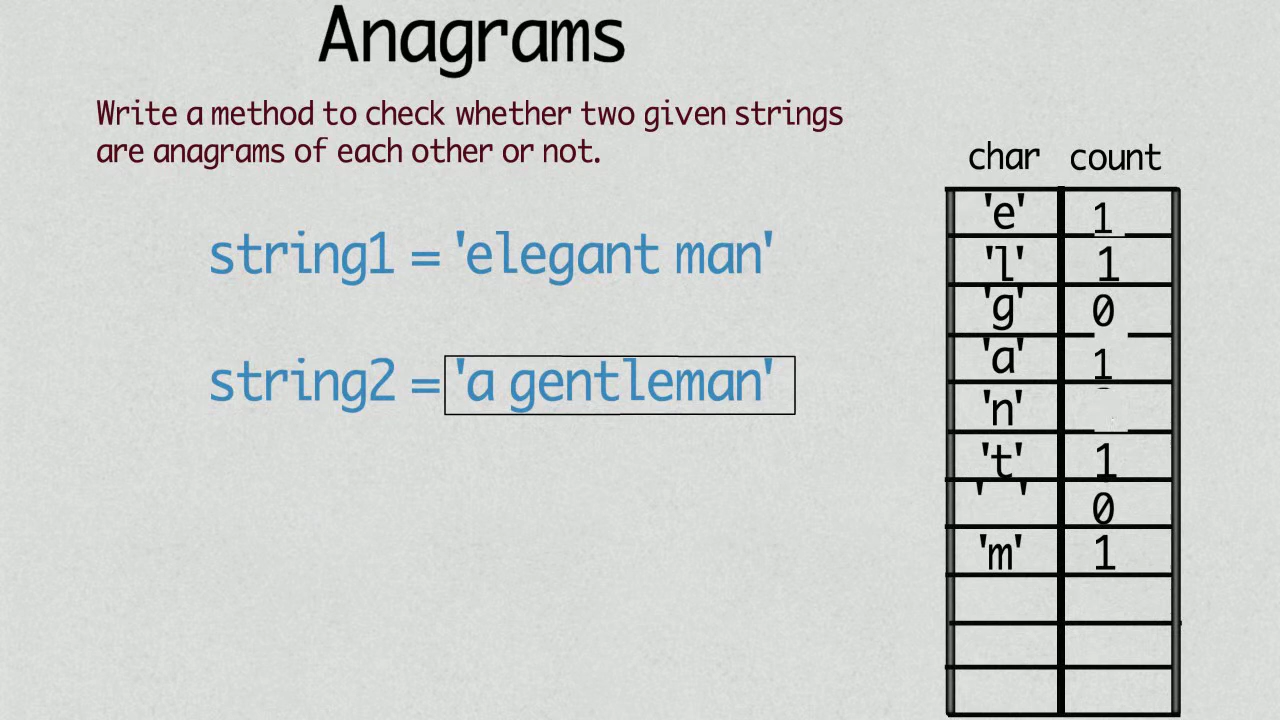 Anagrams
Write a method to check whether two given strings
are anagrams of each other or not.
string1 = 'elegant man'
string2 = 'a gentleman'
char count
'e' 1
'l' 1
'g' 0
'a' 1
'n'
't' 1
' ' 0
'm' 1